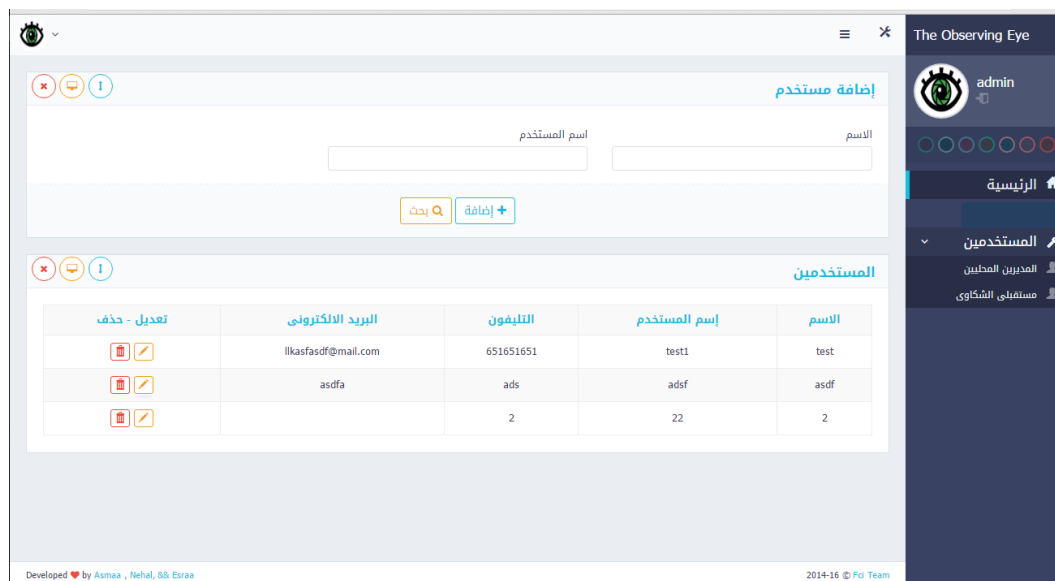 The Observing Eye
admin
الرئيسية
المستخدمين
المديرين المحليين
مستقبلى الشكاوى
إضافة مستخدم
الاسم
اسم المستخدم
إضافة
بحث
المستخدمين
الاسم إسم المستخدم التليفون البريد الالكترونى تعديل - حذف
test test1 651651651 llkasfasdf@mail.com
asdf adsf ads asdfa
2 22 2
2014-16 © Fci Team
Developed ❤ by Asmaa , Nehal, && Esraa